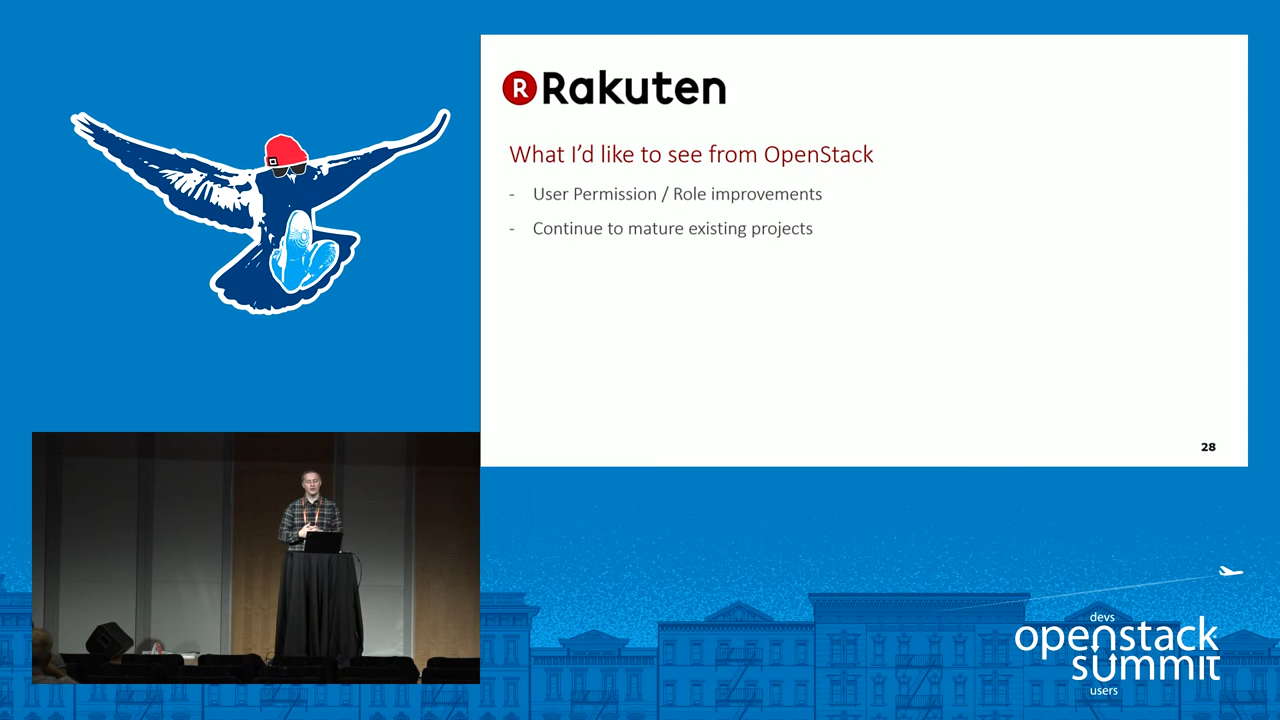 R Rakuten
What I'd like to see from OpenStack
- User Permission / Role improvements
- Continue to mature existing projects
28
devs
openstack
summit
users